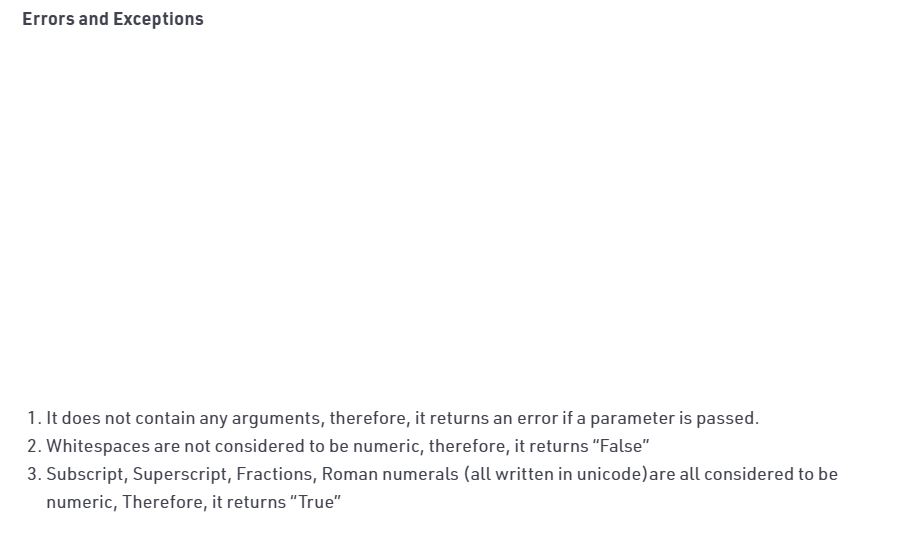 Errors and Exceptions
1. It does not contain any arguments, therefore, it returns an error if a parameter is passed.
2. Whitespaces are not considered to be numeric, therefore, it returns “False”
3. Subscript, Superscript, Fractions, Roman numerals (all written in unicode)are all considered to be
numeric, Therefore, it returns “True”